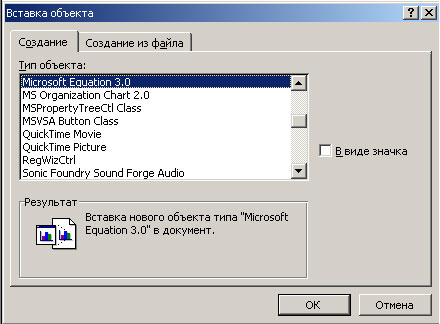 Вставка объекта
Создание
Создание из файла
Тип объекта:
Microsoft Equation 3.0
MS Organization Chart 2.0
MSPropertyTreeCtl Class
MSVSA Button Class
QuickTime Movie
QuickTime Picture
RegWizCtrl
Sonic Foundry Sound Forge Audio
В виде значка
Результат
Вставка нового объекта типа "Microsoft
Equation 3.0" в документ.
ОК
Отмена